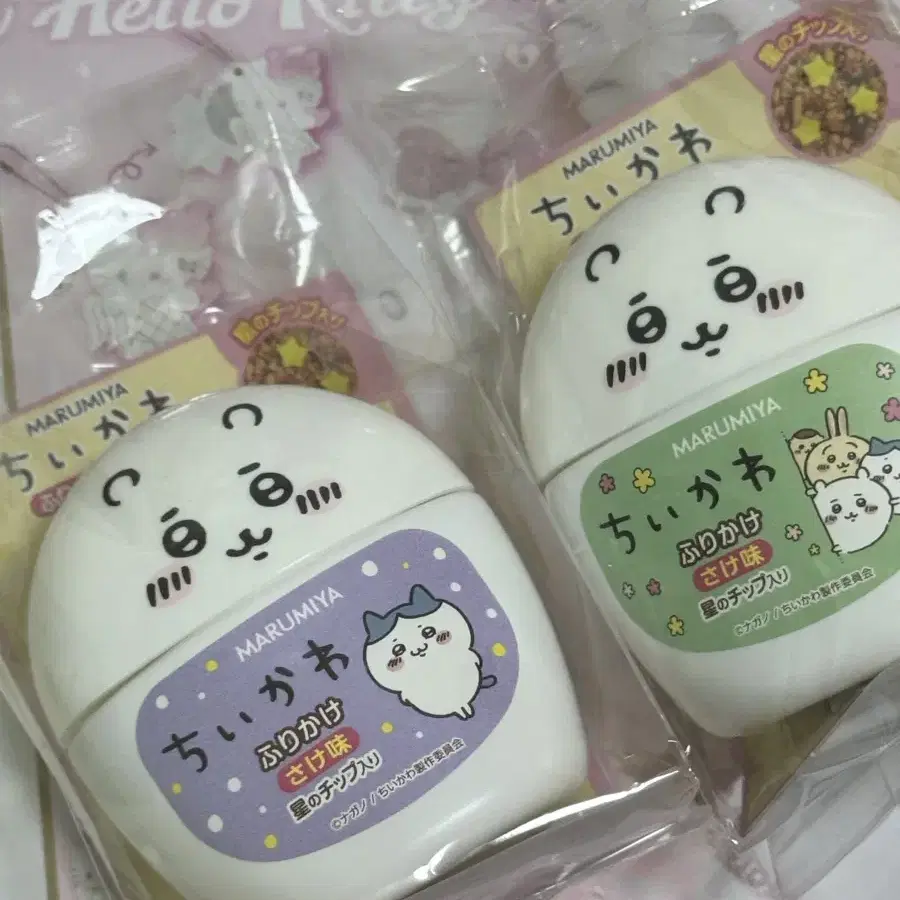 Hello Kitty
星のチップ入り
MARUMIYA
ちいかわ
MARUMIYA
ちいかわ
ふりかけ
さけ味
星のチップ入り
©ナガノ / ちいかわ製作委員会
星のチップ入り
MARUMIYA
ちいかわ
MARUMIYA
ちいかわ
ふりかけ
さけ味
星のチップ入り
©ナガノ / ちいかわ製作委員会